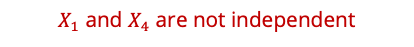 X₁ and X₄ are not independent